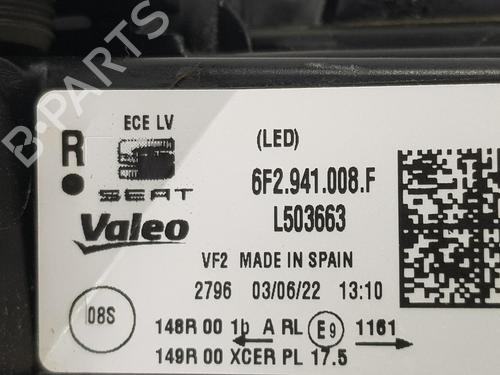 B-PARTS
ECE LV
(LED)
R
SEAT
6F2.941.008.F
L503663
Valeo
VF2 MADE IN SPAIN
2796 03/06/22 13:10
08S
148R 00 1b A RL E9 1161
149R 00 XCER PL 17.5